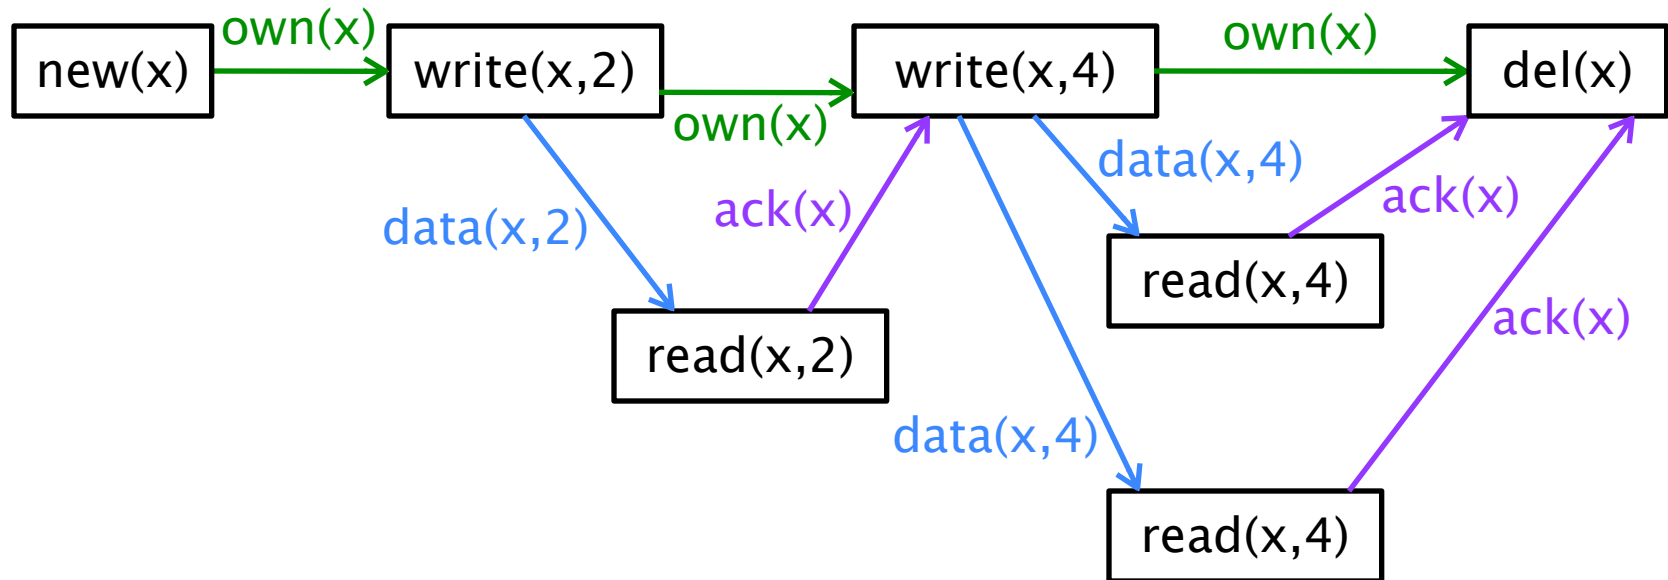 new(x)
own(x)
write(x,2)
own(x)
write(x,4)
own(x)
del(x)
data(x,2)
ack(x)
data(x,4)
ack(x)
read(x,2)
read(x,4)
ack(x)
data(x,4)
read(x,4)